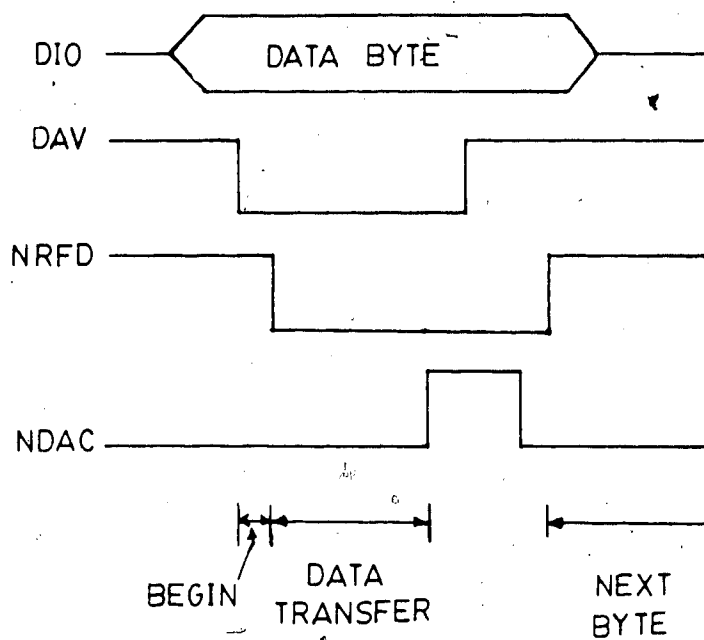 DIO
DATA BYTE
DAV
NRFD
NDAC
BEGIN
DATA
TRANSFER
NEXT
BYTE